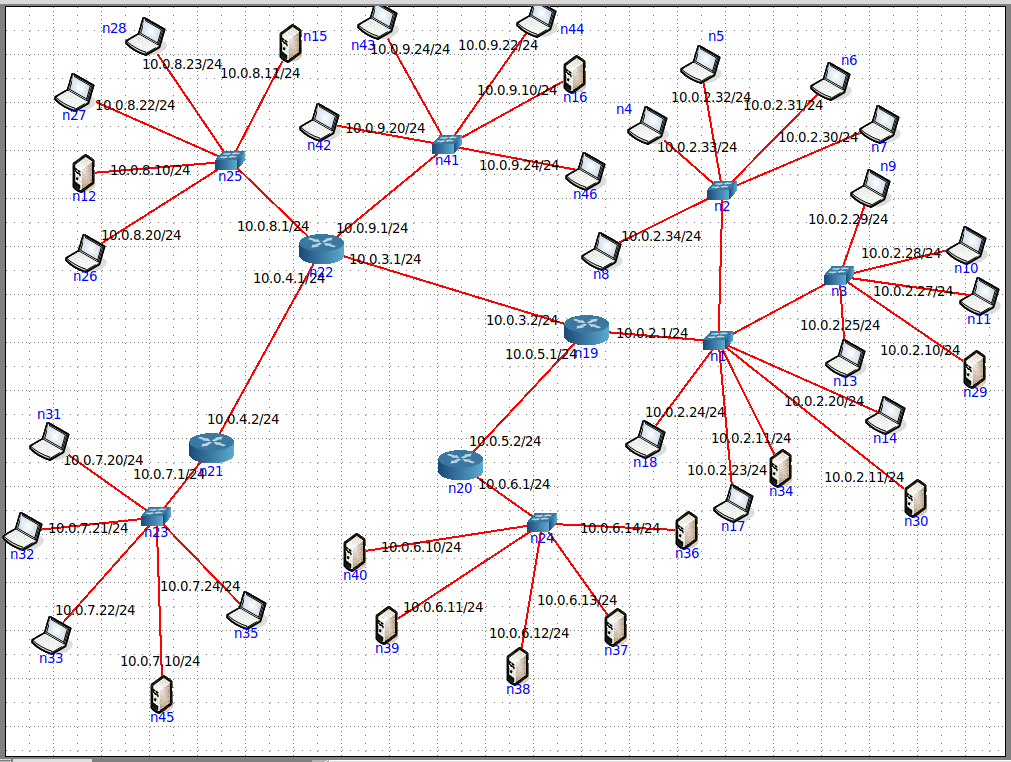 n28
n15
n43
n44
10.0.9.24/24
10.0.9.22/24
n5
n6
10.0.8.23/24
10.0.8.11/24
10.0.9.10/24
n16
10.0.8.22/24
n27
10.0.2.32/24
10.0.2.31/24
n4
10.0.9.20/24
n42
10.0.2.30/24
n7
10.0.2.33/24
n41
10.0.9.24/24
n9
10.0.8.10/24
n25
n12
n46
n2
10.0.2.29/24
10.0.8.1/24
10.0.9.1/24
10.0.8.20/24
10.0.2.34/24
n26
n22
10.0.3.1/24
10.0.4.1/24
n8
10.0.2.28/24
n10
n3
10.0.2.27/24
n11
10.0.3.2/24
10.0.2.1/24
10.0.2.25/24
10.0.5.1/24
n19
n1
10.0.2.10/24
n13
n29
n31
10.0.4.2/24
10.0.2.24/24
10.0.2.20/24
n14
10.0.5.2/24
10.0.2.11/24
10.0.7.20/24
10.0.7.1/24
n21
n18
10.0.2.23/24
10.0.2.11/24
n20
10.0.6.1/24
n34
n17
n30
10.0.7.21/24
n23
n32
n24
10.0.6.14/24
n36
10.0.6.10/24
n40
10.0.7.24/24
10.0.7.22/24
n35
10.0.6.11/24
10.0.6.13/24
10.0.6.12/24
n39
n37
n33
10.0.7.10/24
n45
n38